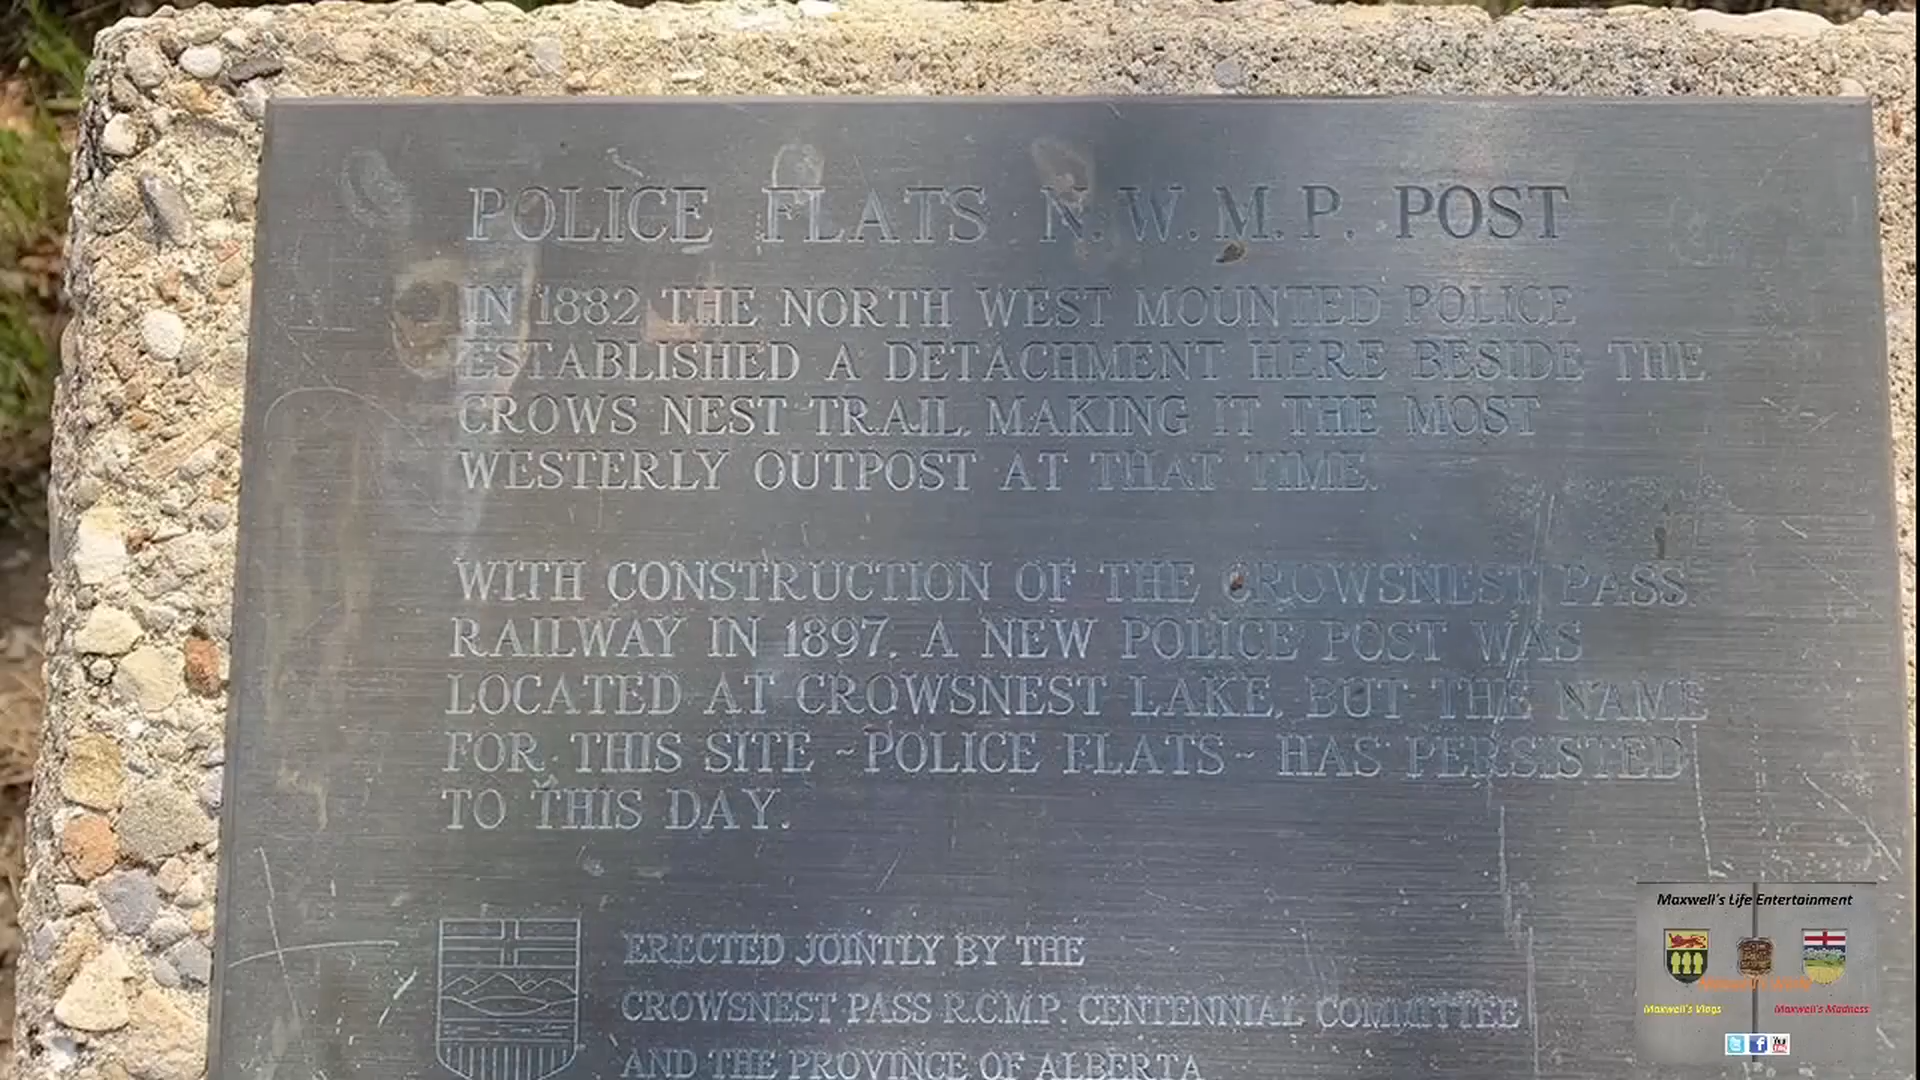 POLICE FLATS N.W.M.P. POST
IN 1882 THE NORTH WEST MOUNTED POLICE
ESTABLISHED A DETACHMENT HERE BESIDE THE
CROWS NEST TRAIL, MAKING IT THE MOST
WESTERLY OUTPOST AT THAT TIME.
WITH CONSTRUCTION OF THE CROWSNEST PASS
RAILWAY IN 1897, A NEW POLICE POST WAS
LOCATED AT CROWSNEST LAKE, BUT THE NAME
FOR THIS SITE ~POLICE FLATS~ HAS PERSISTED
TO THIS DAY.
ERECTED JOINTLY BY THE
CROWSNEST PASS R.C.M.P. CENTENNIAL COMMITTEE
AND THE PROVINCE OF ALBERTA
Maxwell's Life Entertainment
Maxwell's Vlogs
Maxwell's Madness